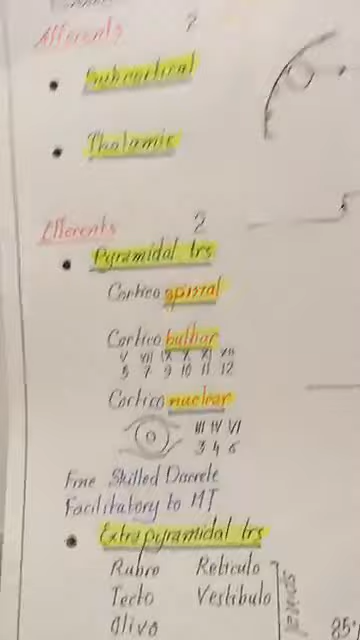 Afferents ?
• Subcortical
• Thalamic
Efferents 2
• Pyramidal trs
Cortico spinal
Cortico bulbar
V VII IX X XI XII
5 7 9 10 11 12
Cortico nuclear
III IV VI
3 4 6
Fine Skilled Discrete
Facilitatory to MT
• Extrapyramidal trs
Rubro Reticulo
Tecto Vestibulo
Olivo